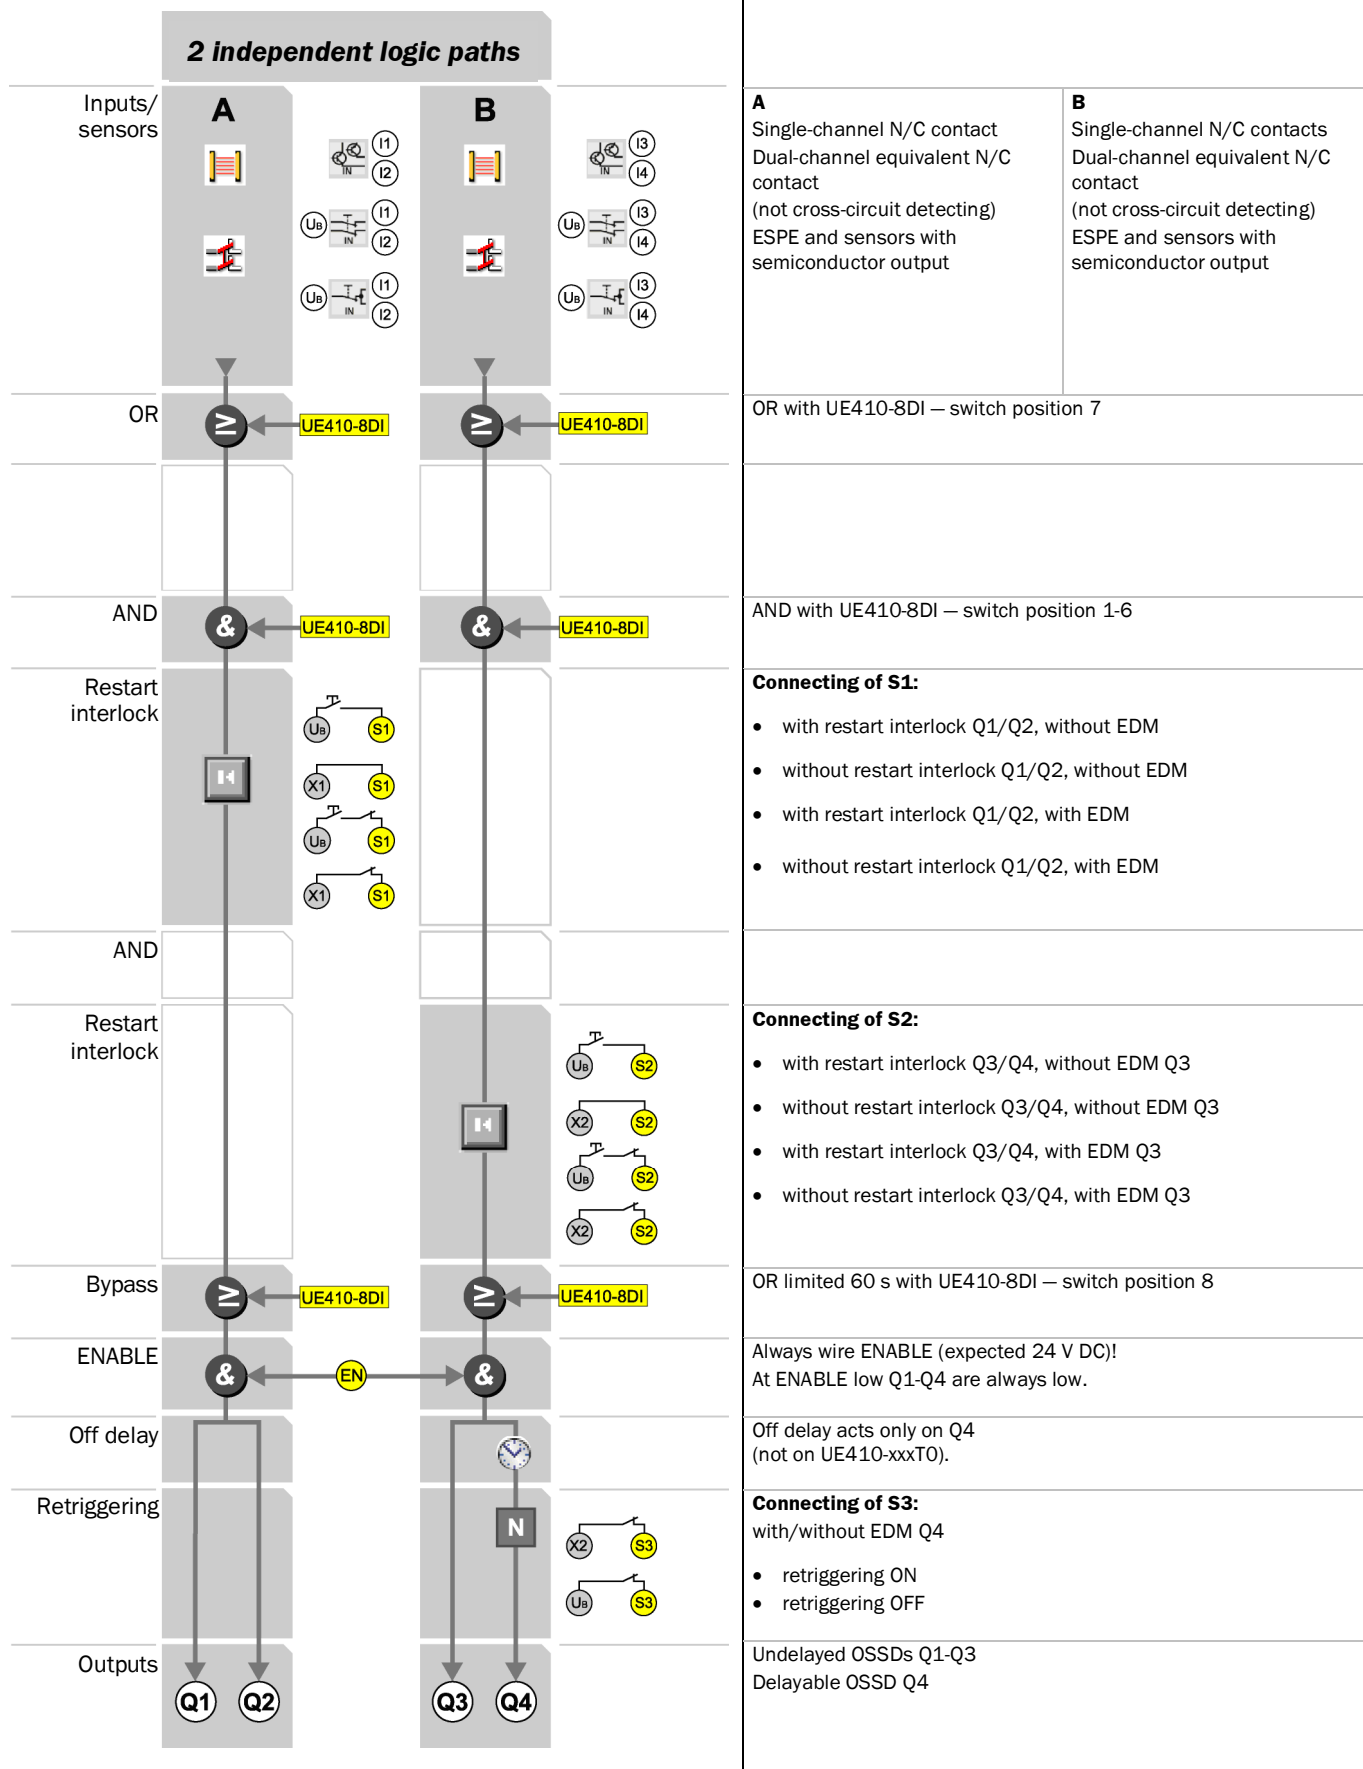 2 independent logic paths
Inputs/
sensors
A
B
IN
I1
I2
UB
IN
I1
I2
UB
IN
I1
I2
IN
I3
I4
UB
IN
I3
I4
UB
IN
I3
I4
A
Single-channel N/C contact
Dual-channel equivalent N/C
contact
(not cross-circuit detecting)
ESPE and sensors with
semiconductor output
B
Single-channel N/C contacts
Dual-channel equivalent N/C
contact
(not cross-circuit detecting)
ESPE and sensors with
semiconductor output
OR
≥
UE410-8DI
≥
UE410-8DI
OR with UE410-8DI — switch position 7
AND
&
UE410-8DI
&
UE410-8DI
AND with UE410-8DI — switch position 1-6
Restart
interlock
UB S1
X1 S1
UB S1
X1 S1
Connecting of S1:
• with restart interlock Q1/Q2, without EDM
• without restart interlock Q1/Q2, without EDM
• with restart interlock Q1/Q2, with EDM
• without restart interlock Q1/Q2, with EDM
AND
Restart
interlock
UB S2
X2 S2
UB S2
X2 S2
Connecting of S2:
• with restart interlock Q3/Q4, without EDM Q3
• without restart interlock Q3/Q4, without EDM Q3
• with restart interlock Q3/Q4, with EDM Q3
• without restart interlock Q3/Q4, with EDM Q3
Bypass
≥
UE410-8DI
≥
UE410-8DI
OR limited 60 s with UE410-8DI — switch position 8
ENABLE
&
EN
&
Always wire ENABLE (expected 24 V DC)!
At ENABLE low Q1-Q4 are always low.
Off delay
Off delay acts only on Q4
(not on UE410-xxxT0).
Retriggering
N
X2 S3
UB S3
Connecting of S3:
with/without EDM Q4
• retriggering ON
• retriggering OFF
Outputs
Q1
Q2
Q3
Q4
Undelayed OSSDs Q1-Q3
Delayable OSSD Q4